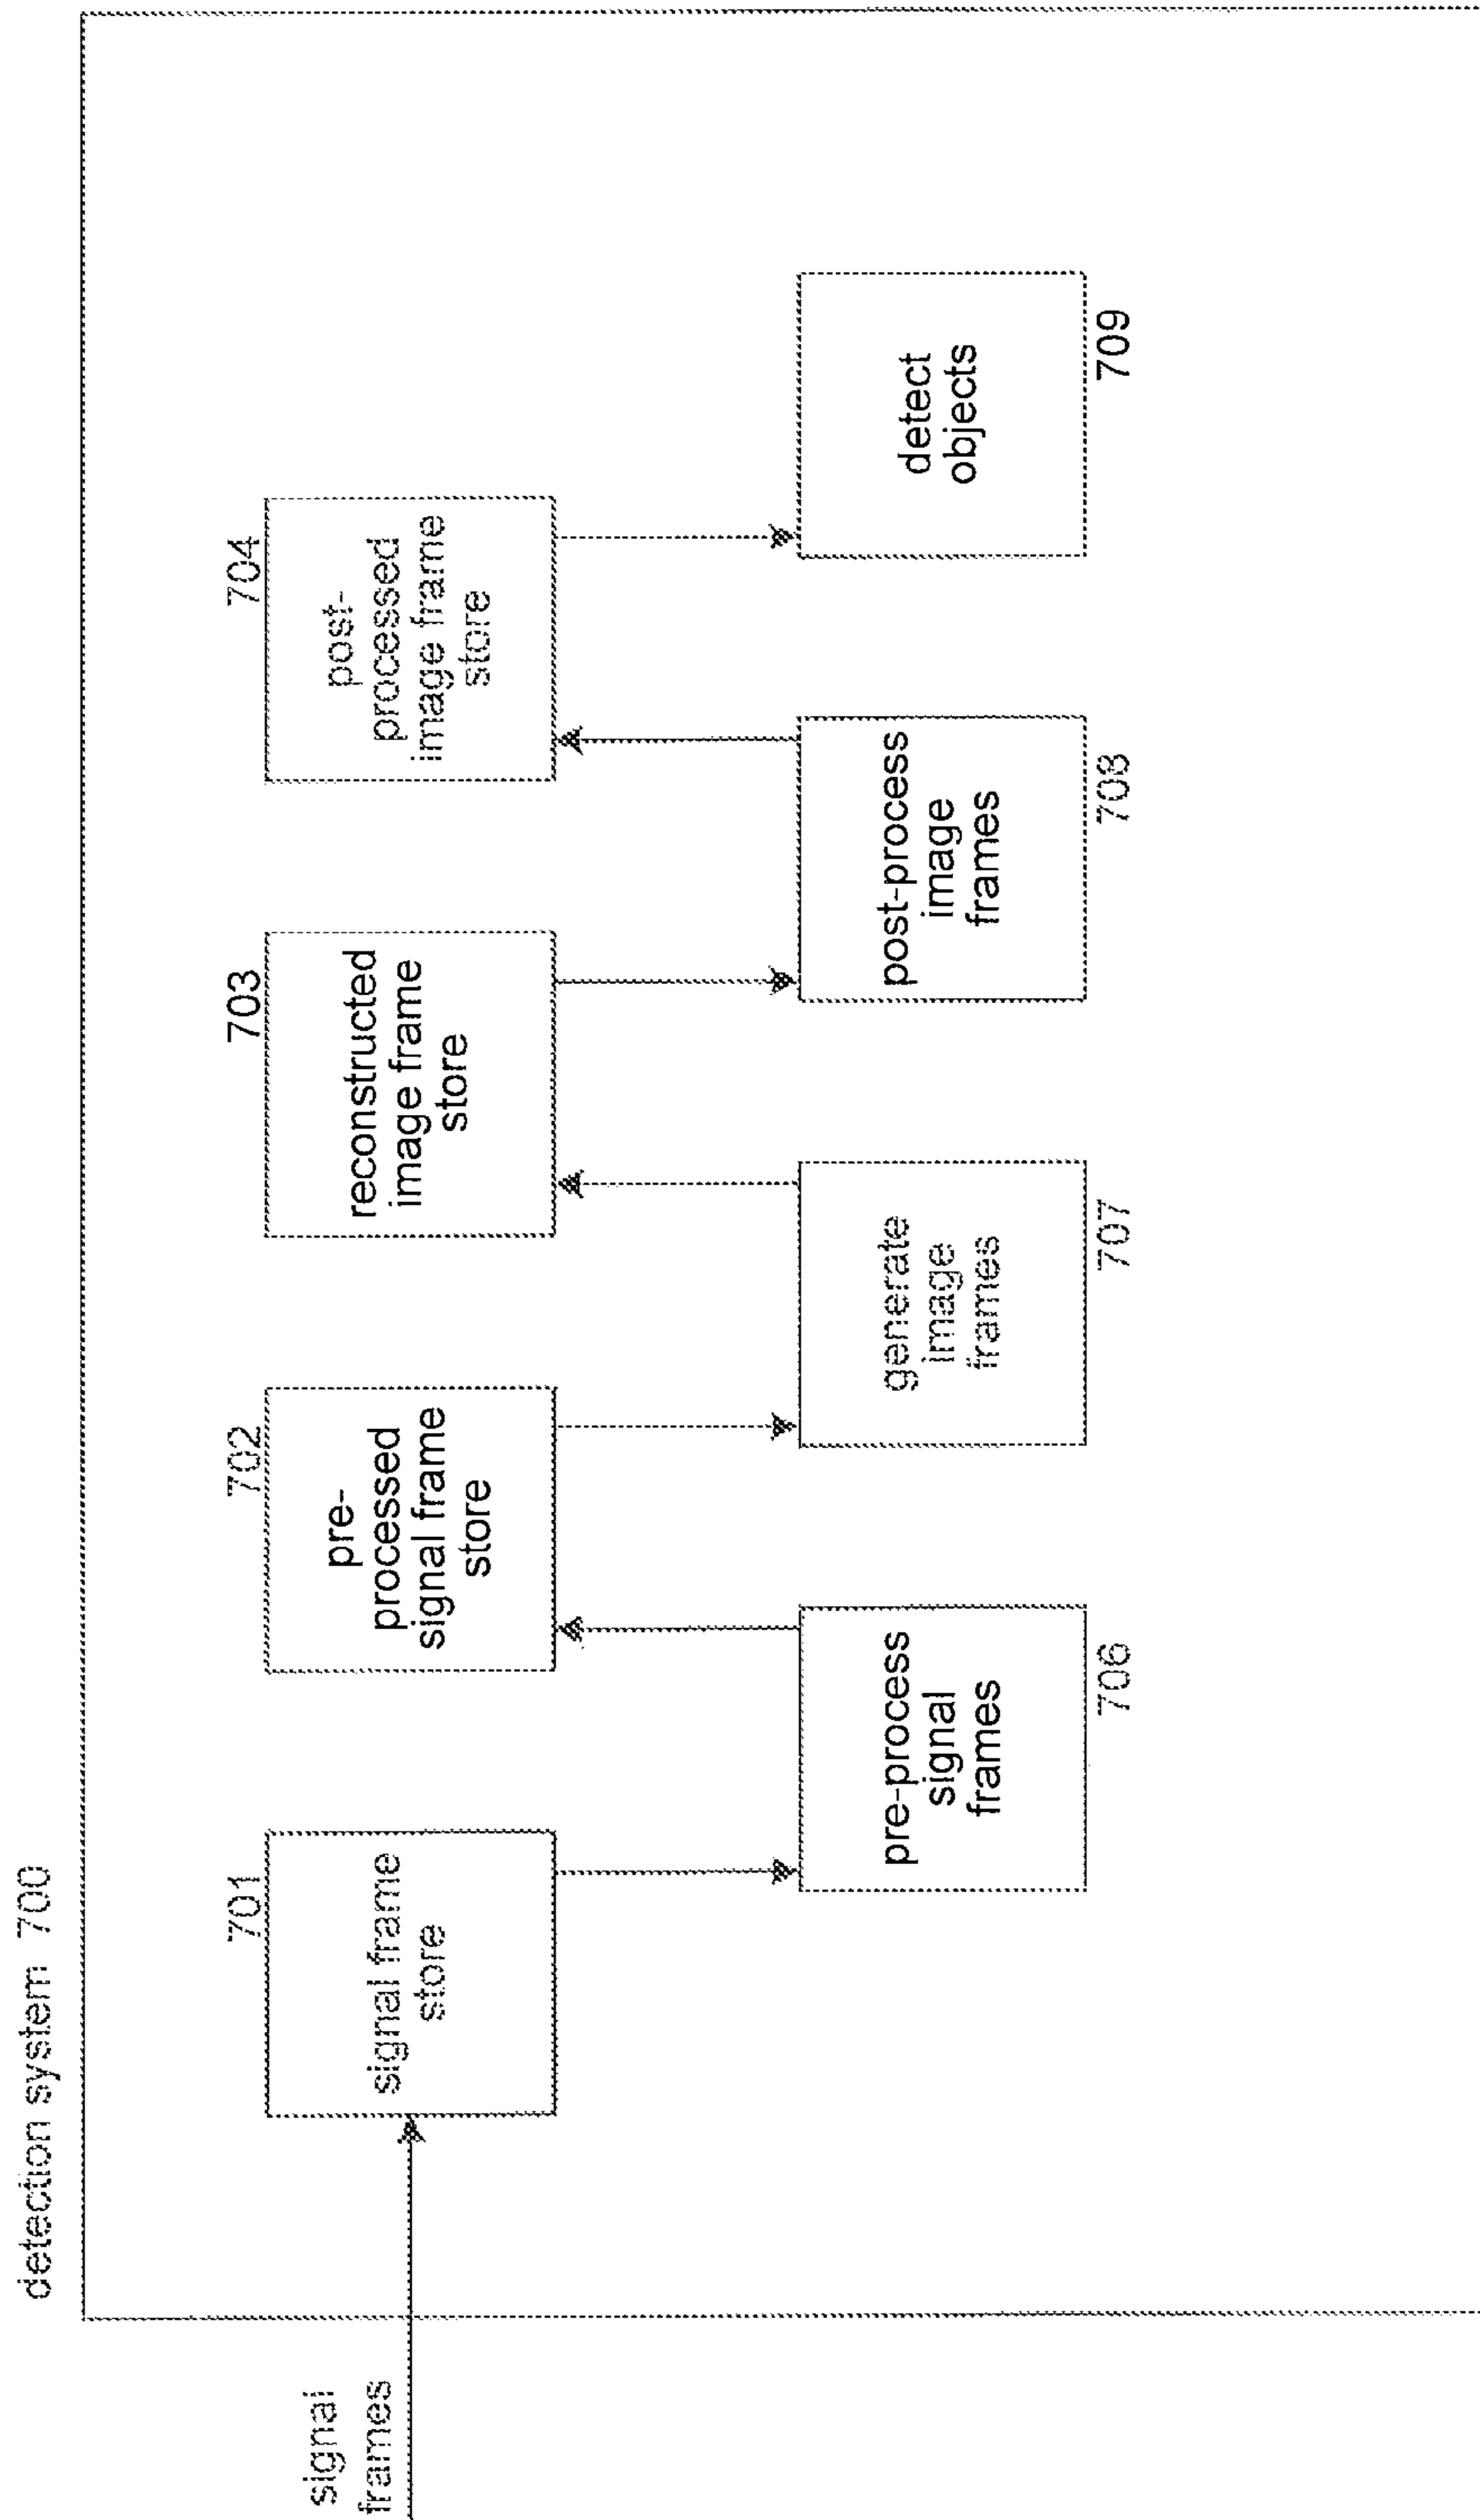 detection system 700
signal
frames
701
signal frame
store
702
pre-
processed
signal frame
store
703
reconstructed
image frame
store
704
post-
processed
image frame
store
pre-process
signal
frames
706
generate
image
frames
707
post-process
image
frames
708
detect
objects
709